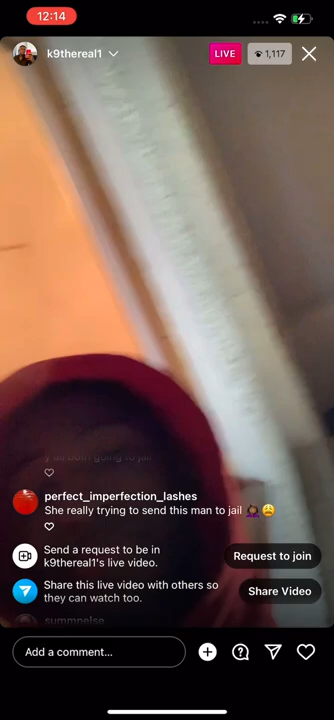 12:14
k9thereal1
LIVE
1,117
y'all both going to jail
perfect_imperfection_lashes
She really trying to send this man to jail 🤦🏾‍♀️😩
Send a request to be in
k9thereal1's live video.
Request to join
Share this live video with others so
they can watch too.
Share Video
summnelse
Add a comment...